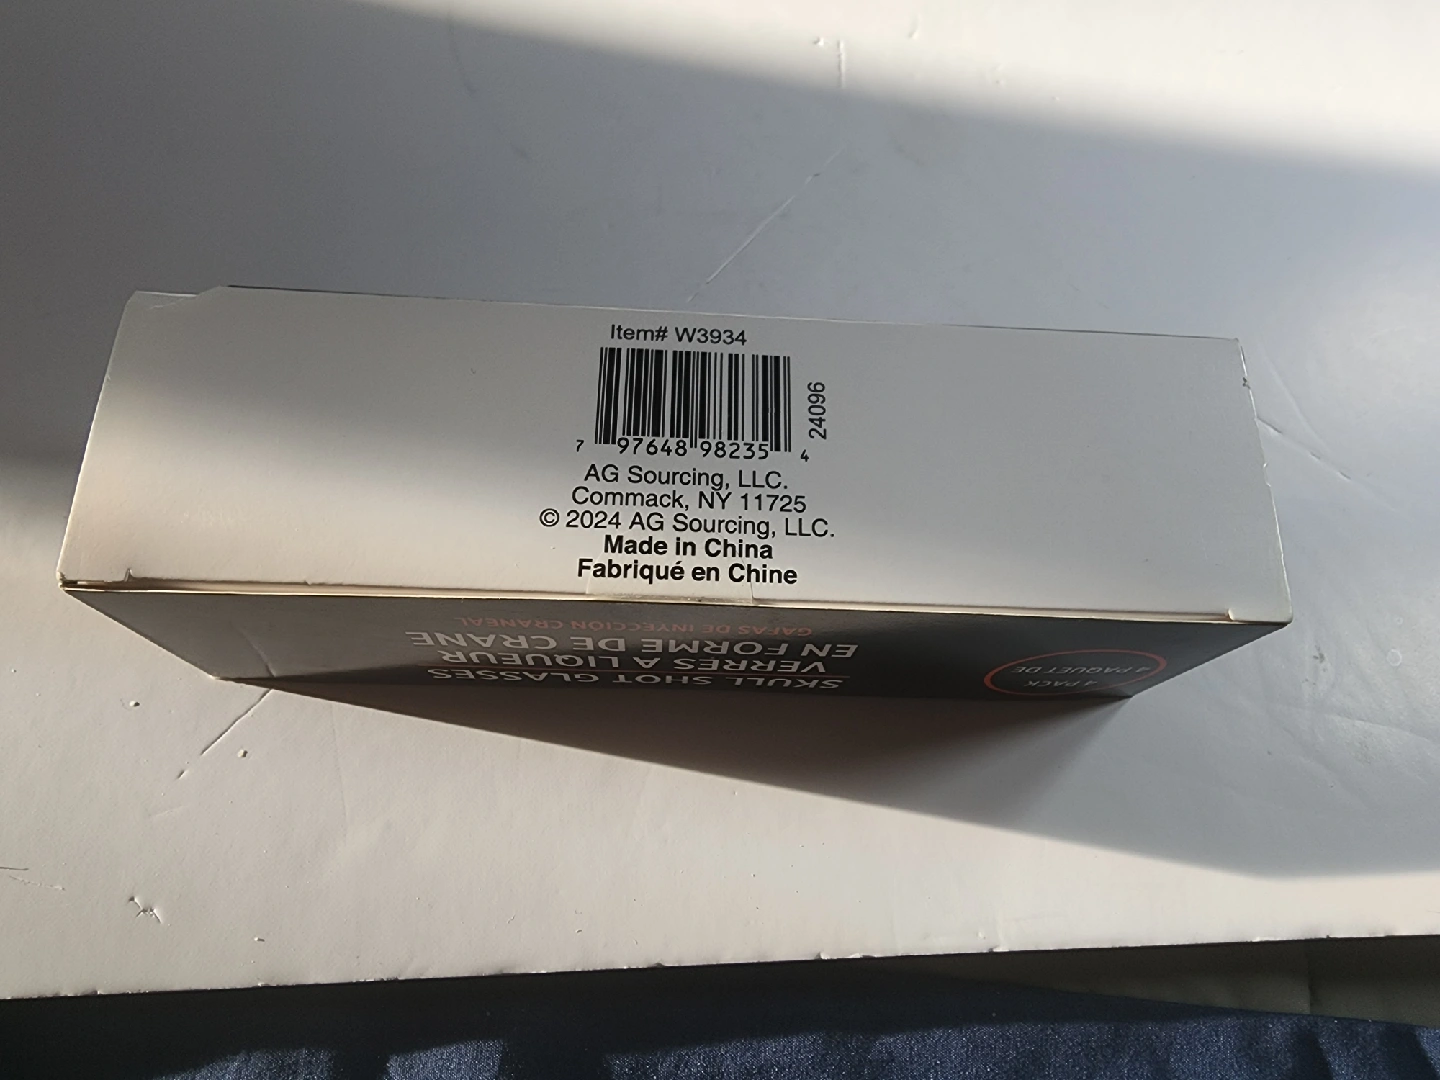 Item# W3934
24096
7 97648 98235 4
AG Sourcing, LLC.
Commack, NY 11725
© 2024 AG Sourcing, LLC.
Made in China
Fabriqué en Chine
SKULL SHOT GLASSES
VERRES À LIQUEUR
EN FORME DE CRANE
GAFAS DE INYECCIÓN CRANEAL
4 PACK
4 PAQUET DE